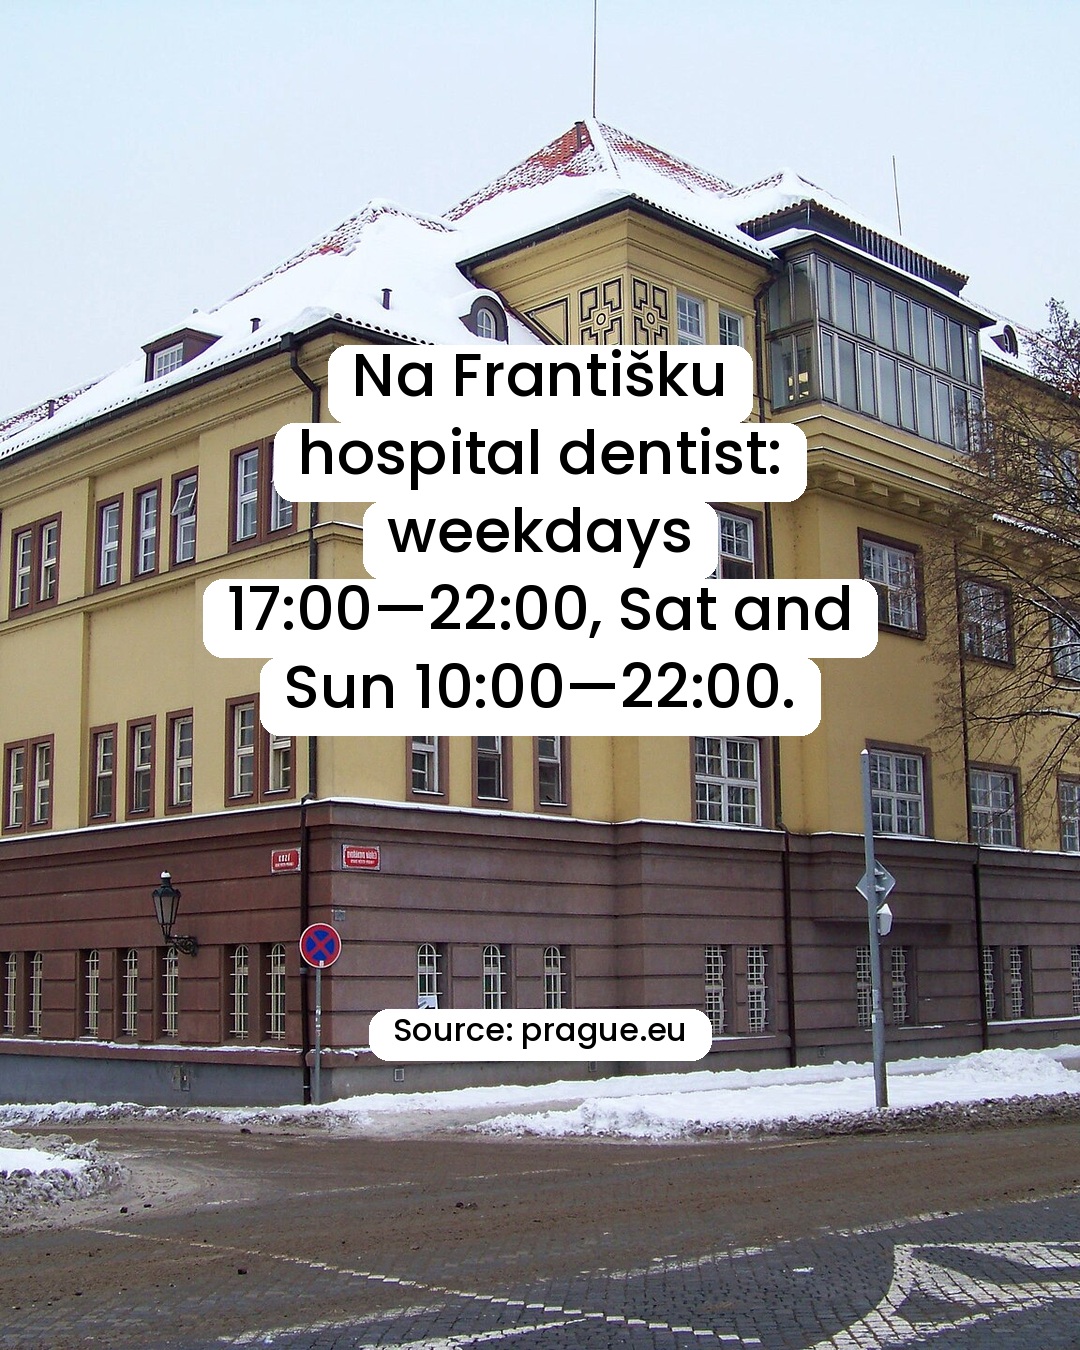 Na Františku
hospital dentist:
weekdays
17:00—22:00, Sat and
Sun 10:00—22:00.
KOZÍ
Source: prague.eu